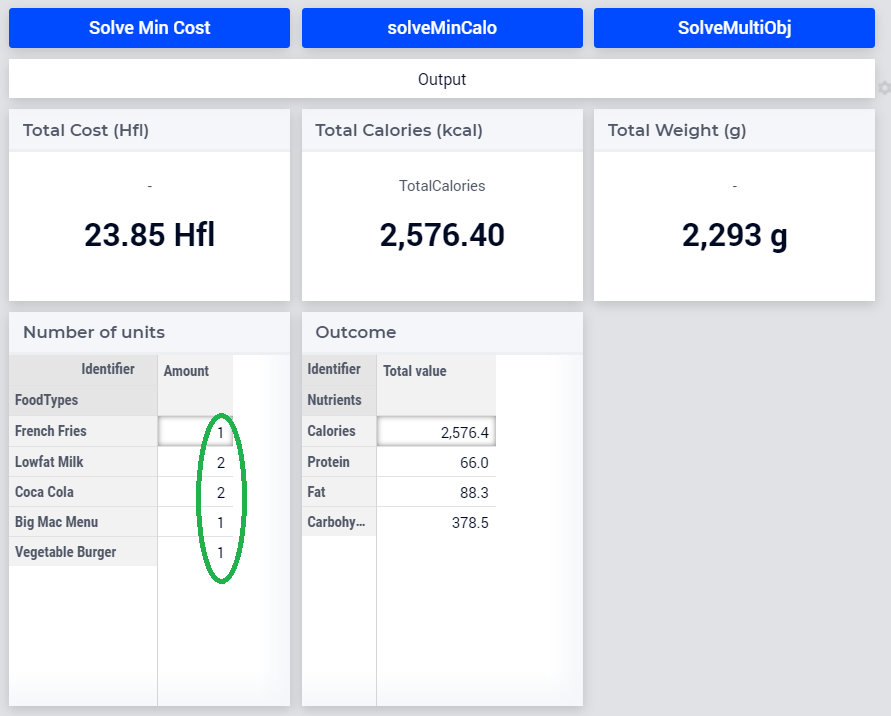 Solve Min Cost solveMinCalo SolveMultiObj
Output
Total Cost (Hfl) Total Calories (kcal) Total Weight (g)
- TotalCalories -
23.85 Hfl 2,576.40 2,293 g
Number of units
Identifier Amount
FoodTypes
French Fries 1
Lowfat Milk 2
Coca Cola 2
Big Mac Menu 1
Vegetable Burger 1
Outcome
Identifier Total value
Nutrients
Calories 2,576.4
Protein 66.0
Fat 88.3
Carbohy... 378.5